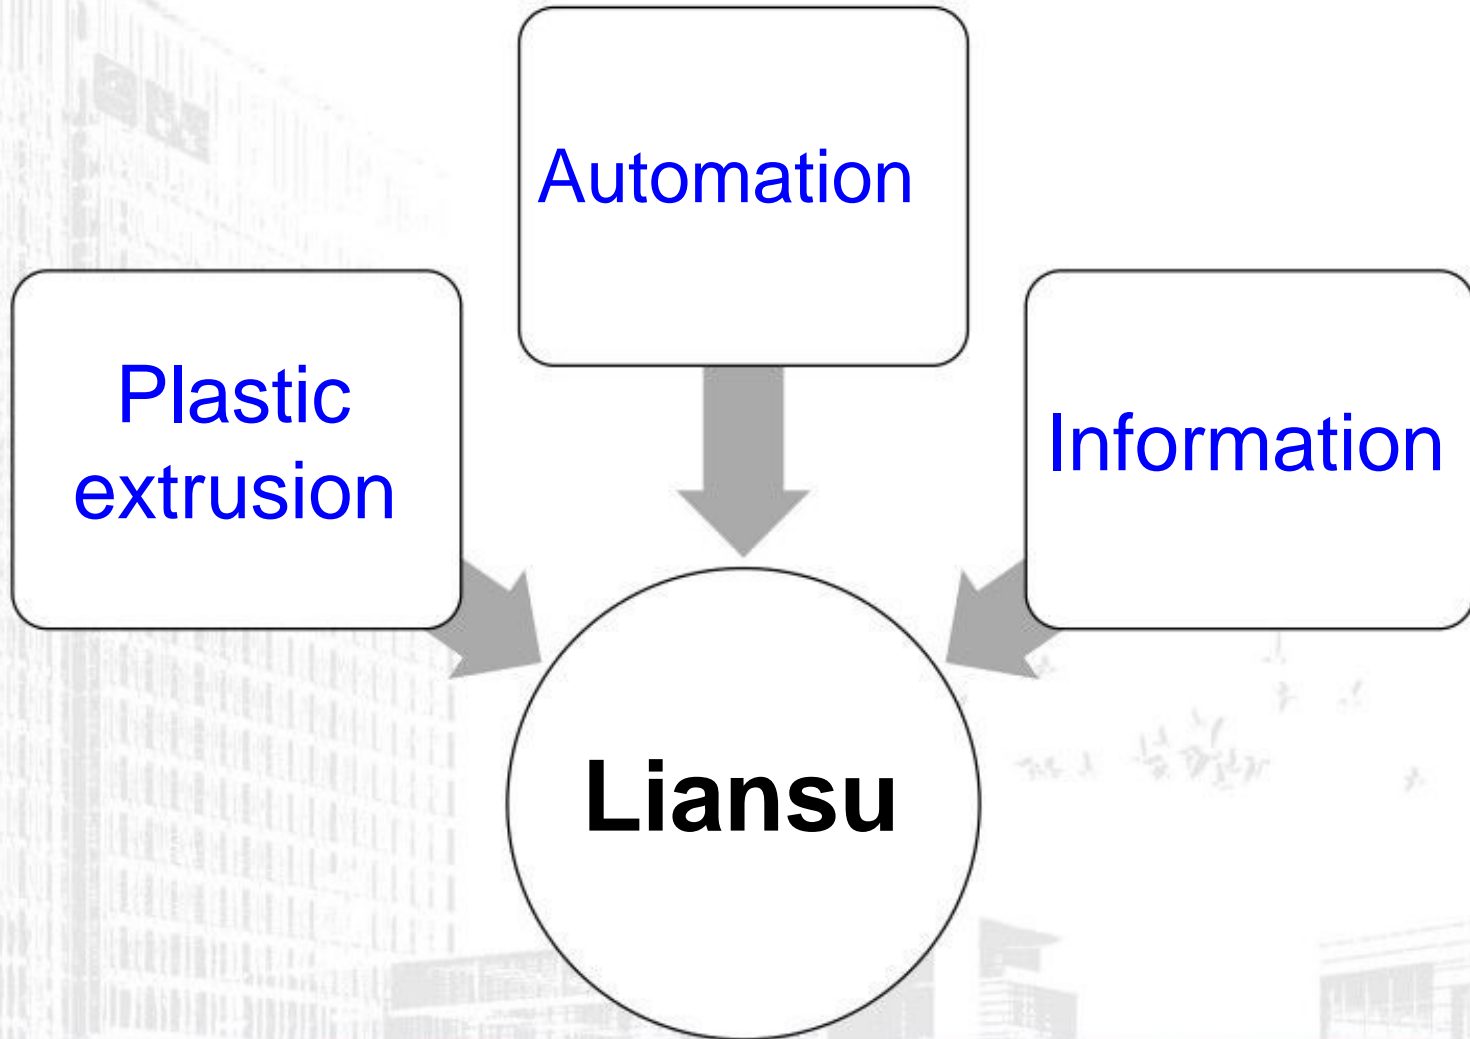 Automation
Plastic
extrusion
Information
Liansu